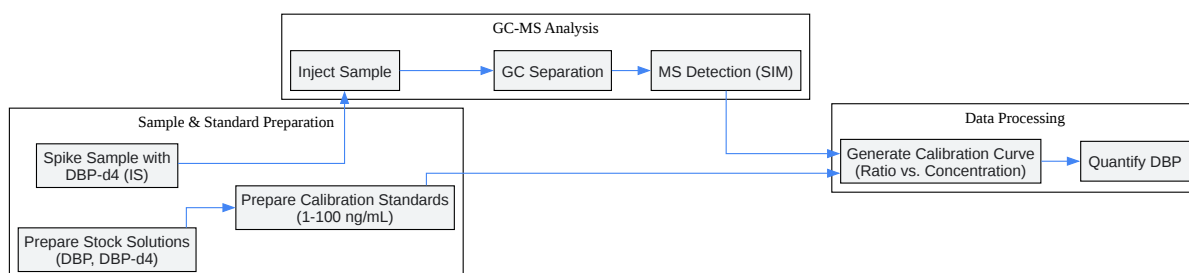 GC-MS Analysis
Inject Sample
GC Separation
MS Detection (SIM)
Sample & Standard Preparation
Spike Sample with
DBP-d4 (IS)
Prepare Calibration Standards
(1-100 ng/mL)
Prepare Stock Solutions
(DBP, DBP-d4)
Data Processing
Generate Calibration Curve
(Ratio vs. Concentration)
Quantify DBP